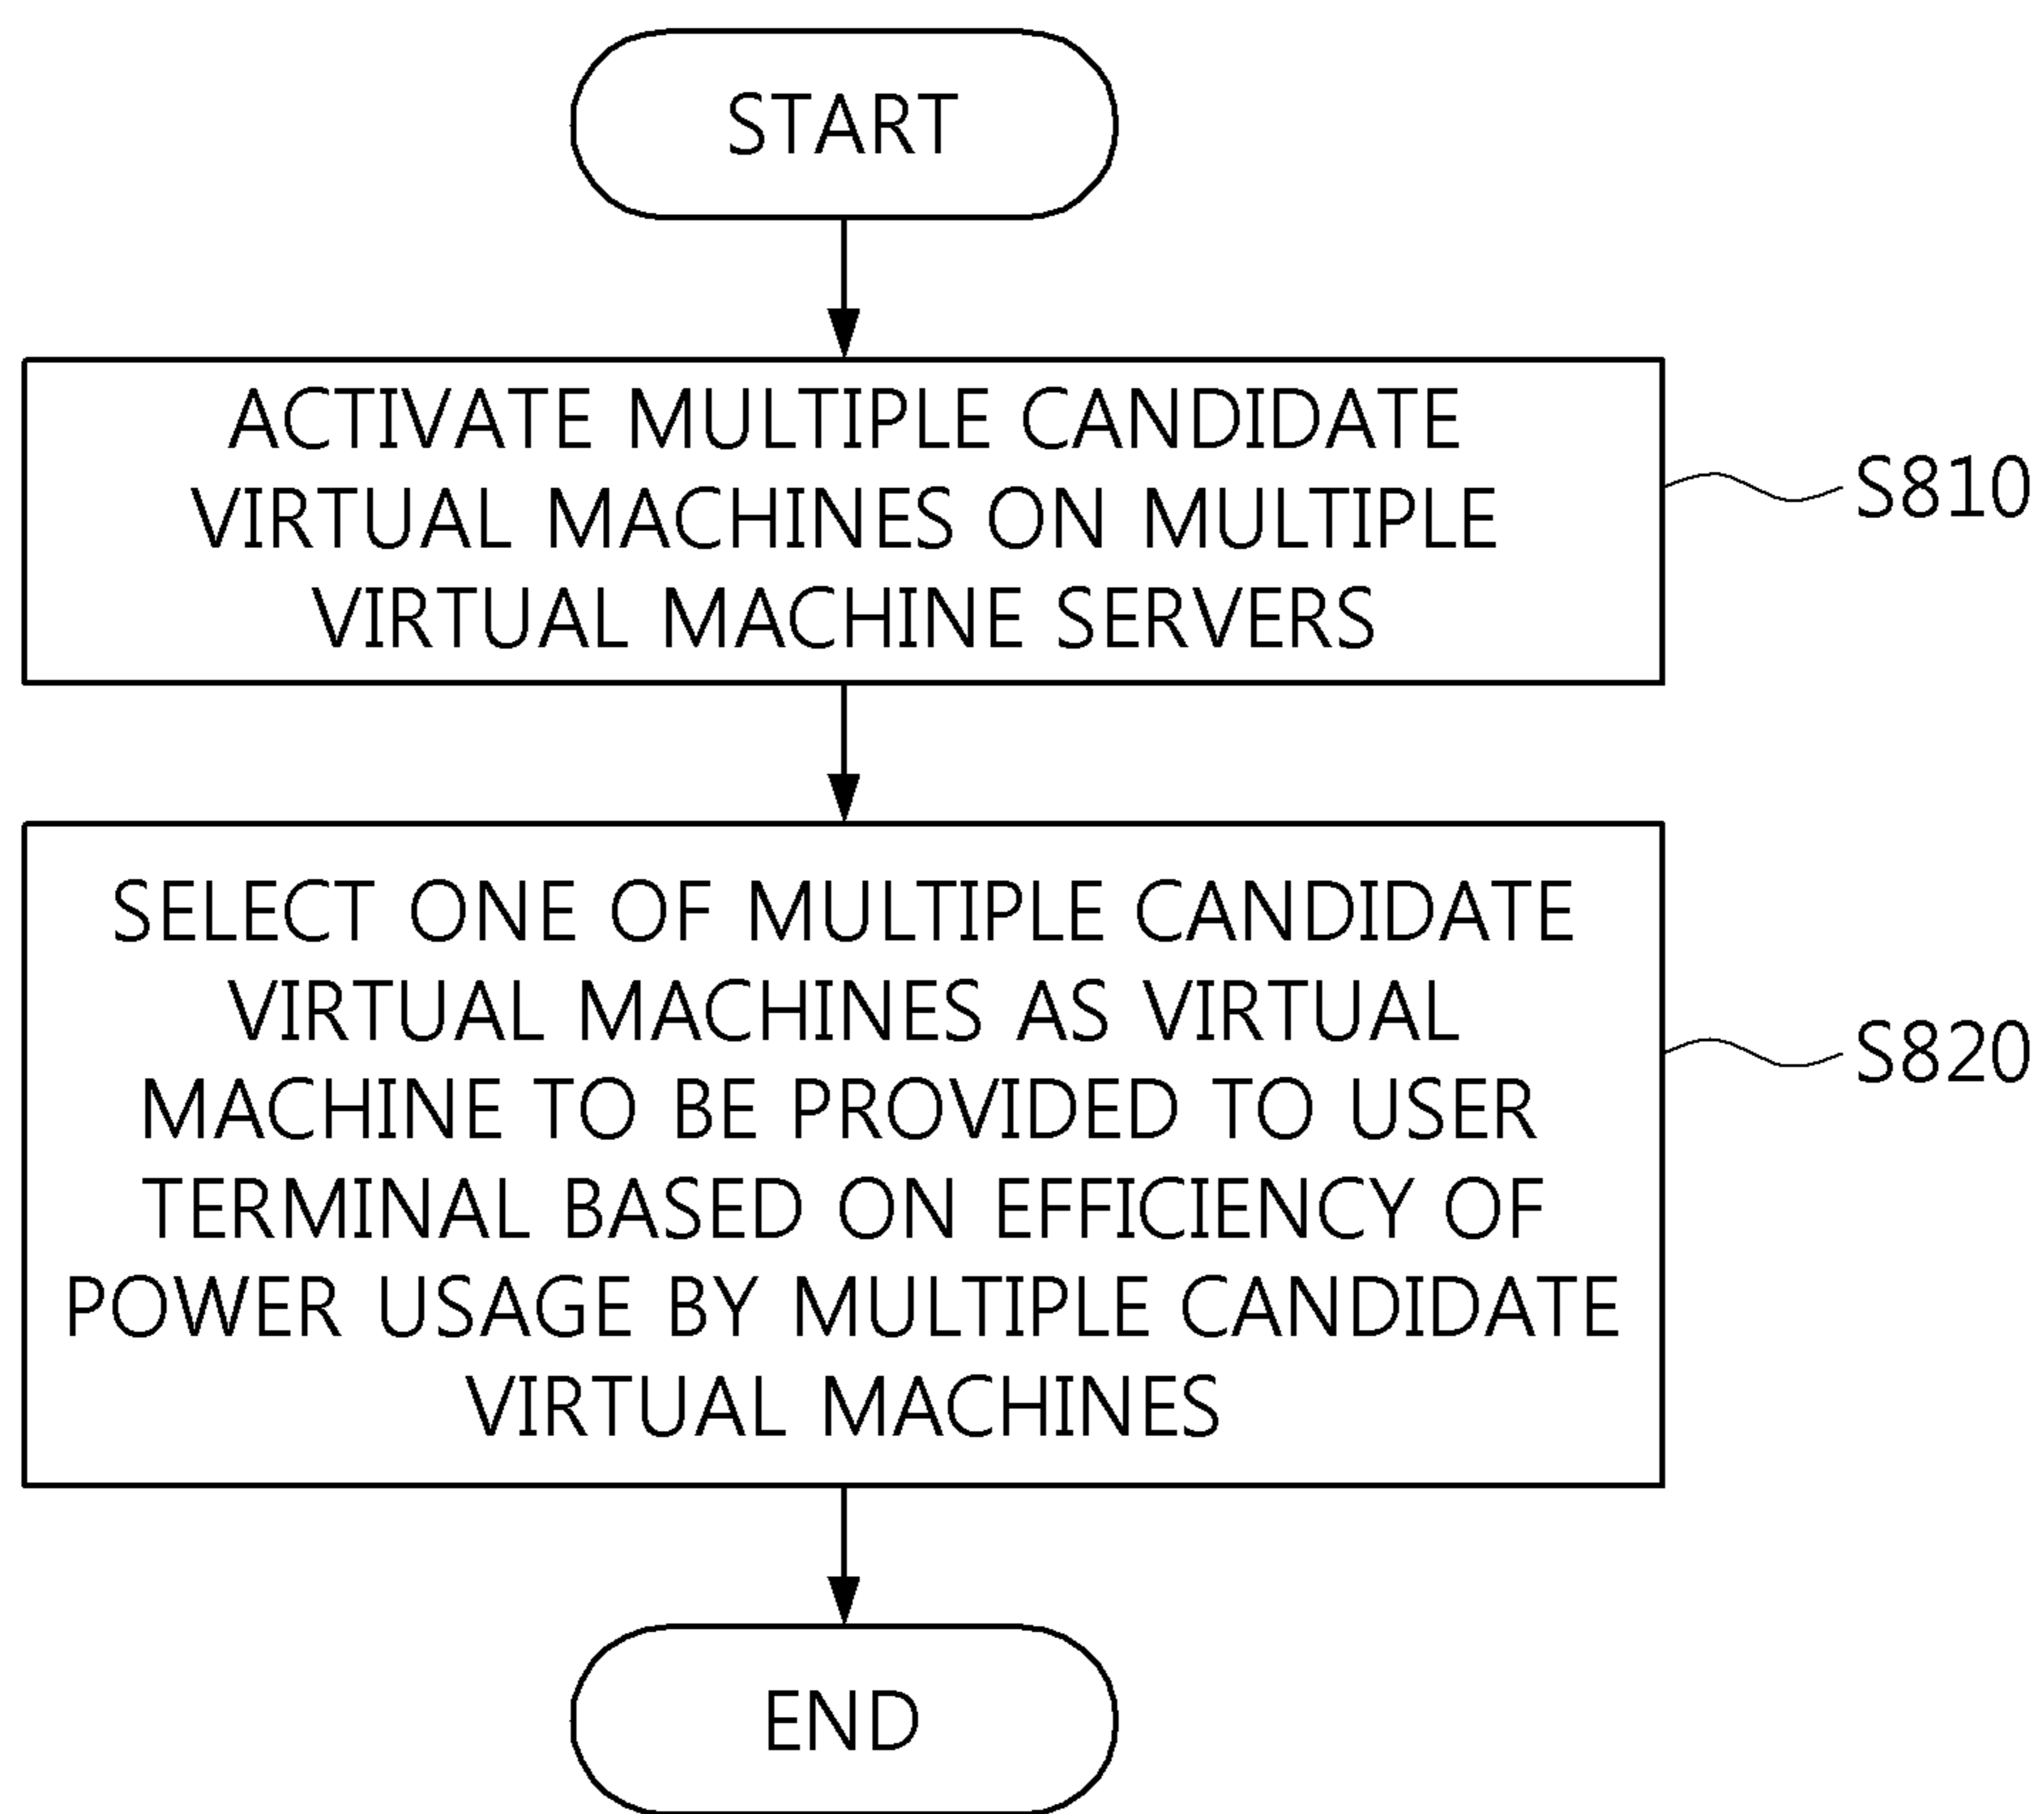 START
ACTIVATE MULTIPLE CANDIDATE
VIRTUAL MACHINES ON MULTIPLE
VIRTUAL MACHINE SERVERS
S810
SELECT ONE OF MULTIPLE CANDIDATE
VIRTUAL MACHINES AS VIRTUAL
MACHINE TO BE PROVIDED TO USER
TERMINAL BASED ON EFFICIENCY OF
POWER USAGE BY MULTIPLE CANDIDATE
VIRTUAL MACHINES
S820
END